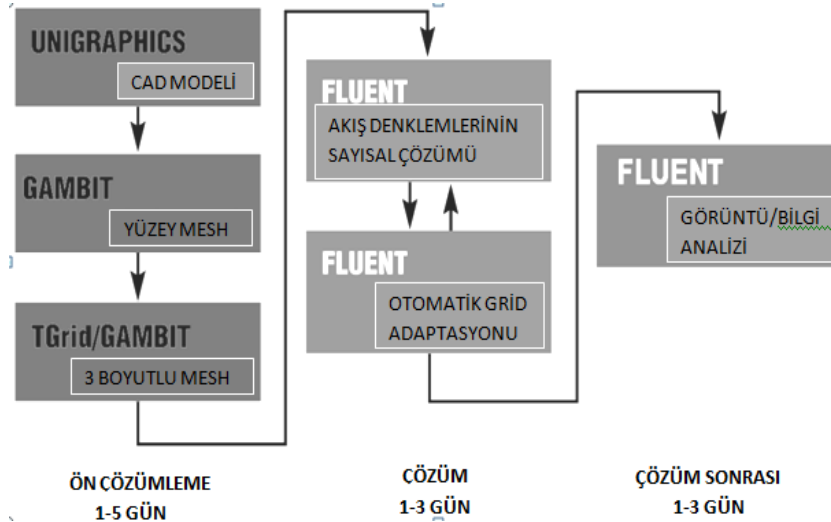 UNIGRAPHICS
CAD MODELİ
GAMBIT
YÜZEY MESH
TGrid/GAMBIT
3 BOYUTLU MESH
ÖN ÇÖZÜMLEME
1-5 GÜN
FLUENT
AKIŞ DENKLEMLERİNİN
SAYISAL ÇÖZÜMÜ
FLUENT
OTOMATİK GRİD
ADAPTASYONU
ÇÖZÜM
1-3 GÜN
FLUENT
GÖRÜNTÜ/BİLGİ
ANALİZİ
ÇÖZÜM SONRASI
1-3 GÜN